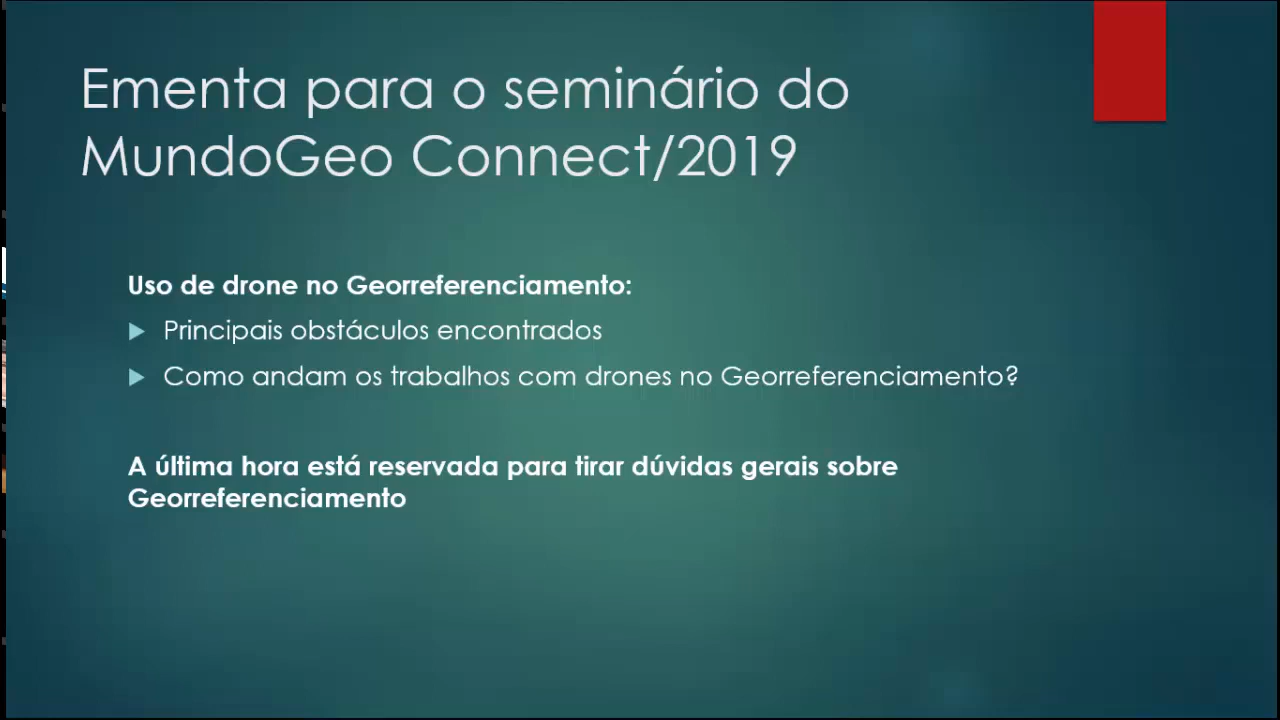 Ementa para o seminário do
MundoGeo Connect/2019
Uso de drone no Georreferenciamento:
Principais obstáculos encontrados
Como andam os trabalhos com drones no Georreferenciamento?
A última hora está reservada para tirar dúvidas gerais sobre
Georreferenciamento